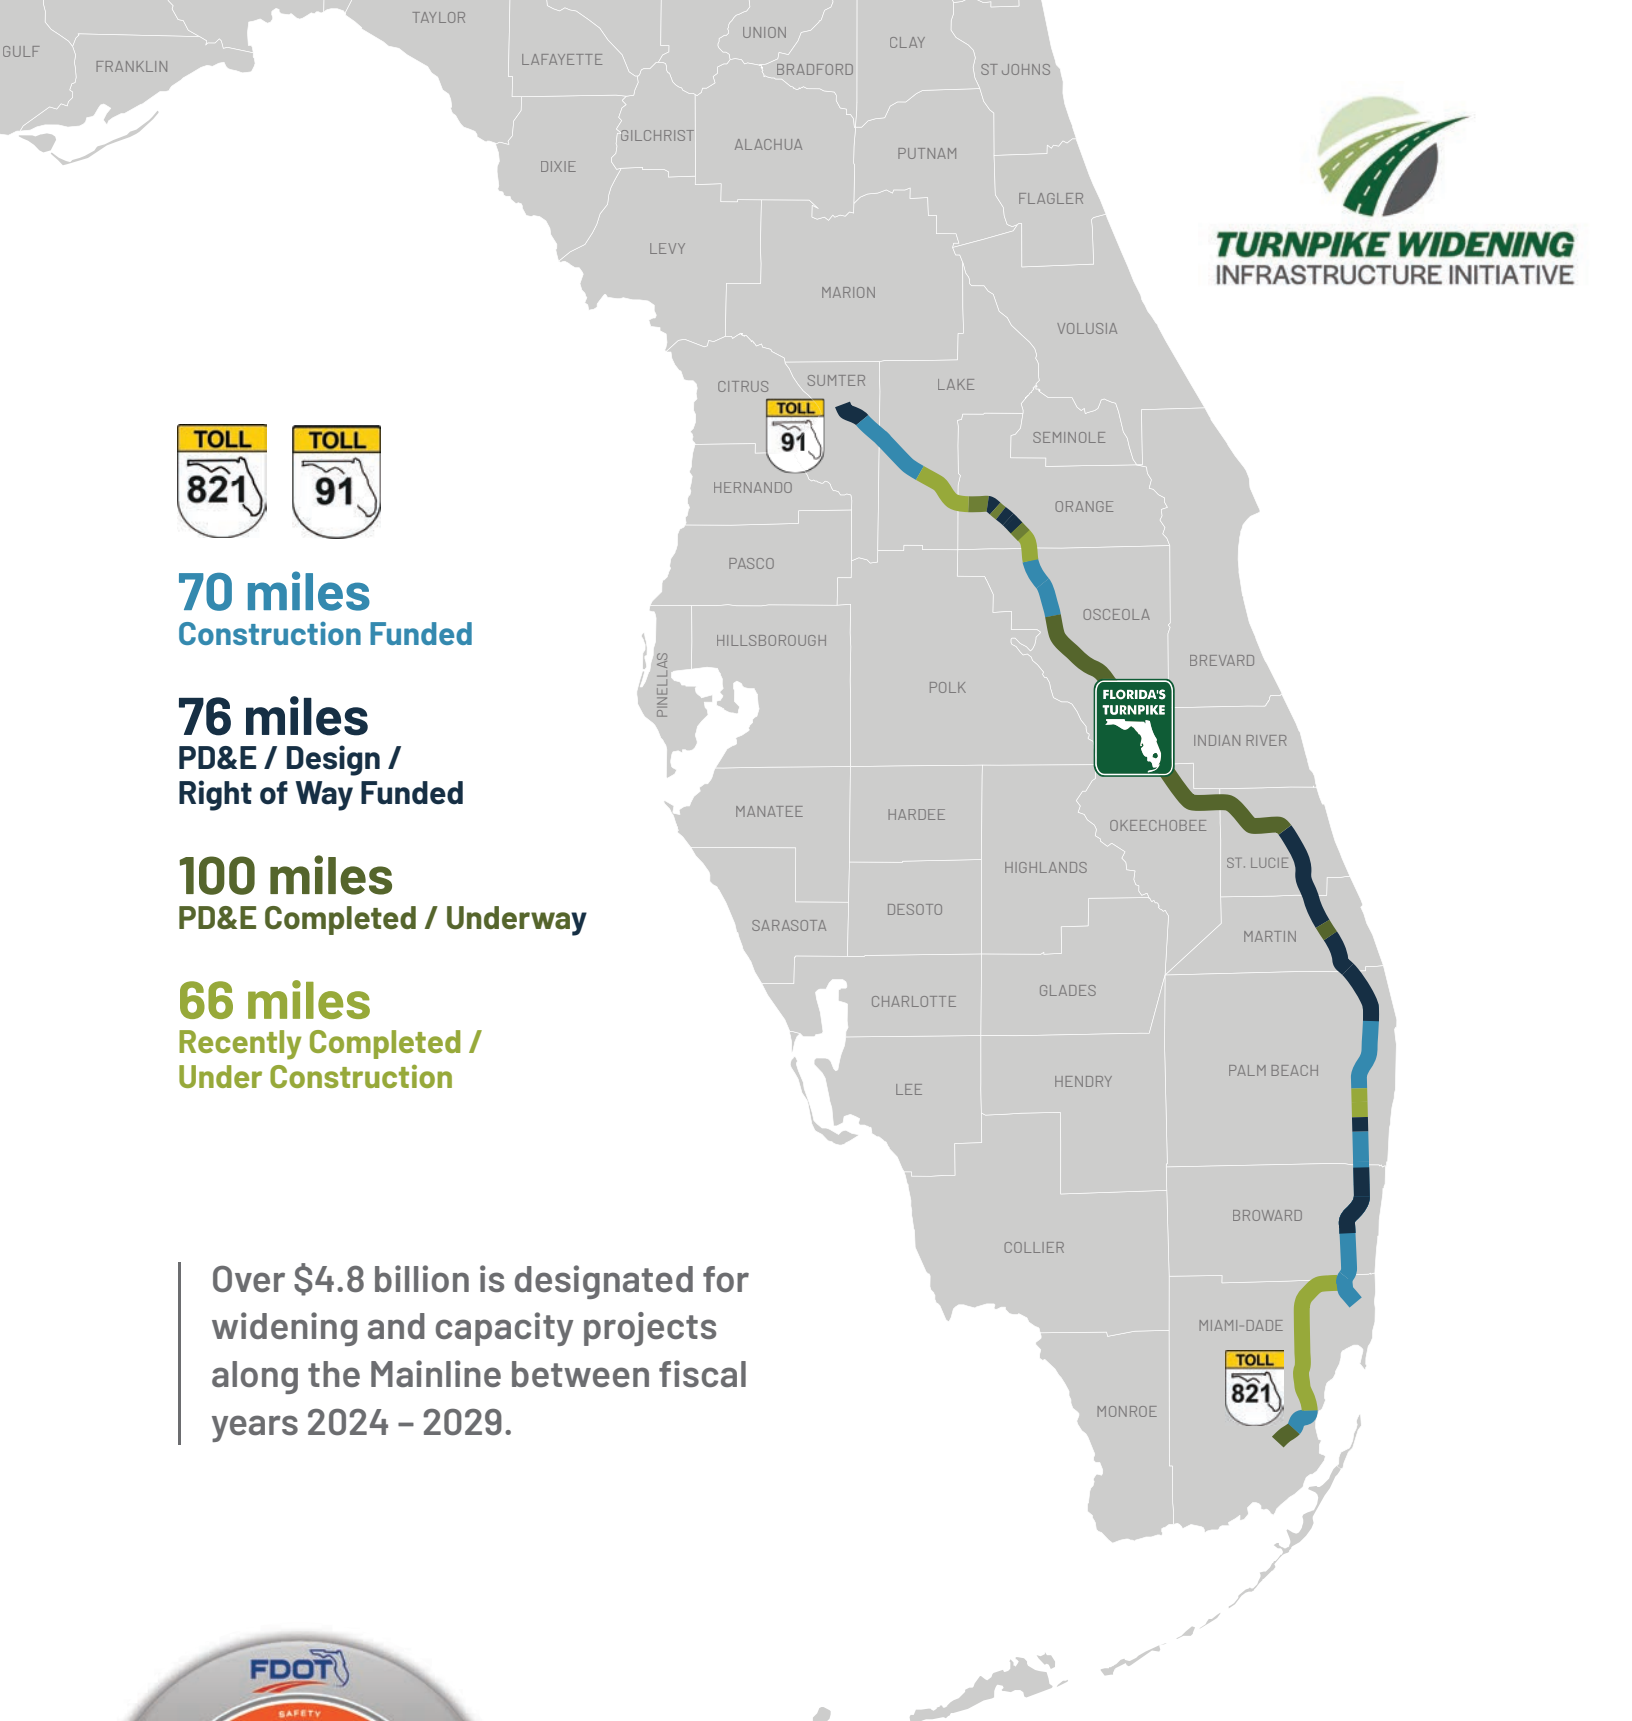 TAYLOR
GULF
FRANKLIN
LAFAYETTE
UNION
BRADFORD
CLAY
ST JOHNS
GILCHRIST
ALACHUA
PUTNAM
DIXIE
FLAGLER
LEVY
MARION
VOLUSIA
TURNPIKE WIDENING
INFRASTRUCTURE INITIATIVE
CITRUS
SUMTER
LAKE
TOLL
91
SEMINOLE
HERNANDO
ORANGE
PASCO
OSCEOLA
HILLSBOROUGH
PINELLAS
POLK
BREVARD
FLORIDA'S
TURNPIKE
INDIAN RIVER
MANATEE
HARDEE
OKEECHOBEE
HIGHLANDS
ST. LUCIE
DESOTO
SARASOTA
MARTIN
CHARLOTTE
GLADES
PALM BEACH
LEE
HENDRY
BROWARD
COLLIER
MIAMI-DADE
TOLL
821
MONROE
TOLL
821
TOLL
91
70 miles
Construction Funded
76 miles
PD&E / Design /
Right of Way Funded
100 miles
PD&E Completed / Underway
66 miles
Recently Completed /
Under Construction
Over $4.8 billion is designated for
widening and capacity projects
along the Mainline between fiscal
years 2024 – 2029.
FDOT
SAFETY